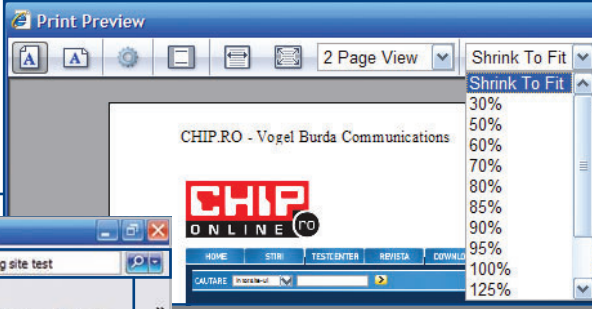 Print Preview
A A 2 Page View Shrink To Fit
Shrink To Fit
30%
50%
60%
70%
80%
85%
90%
95%
100%
125%
CHIP.RO - Vogel Burda Communications
CHIP
ONLINE ro
HOME STIRI TESTCENTER REVISTA DOWNLO
CAUTARE
g site test